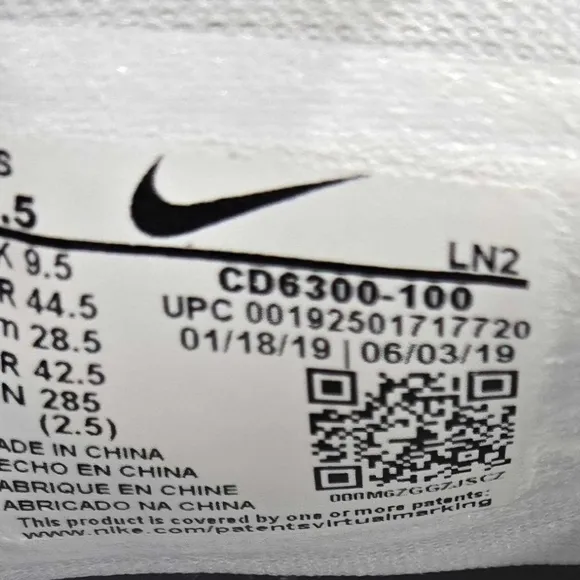 S
.5
LN2
K 9.5
CD6300-100
R 44.5
UPC 00192501717720
m 28.5
01/18/19 | 06/03/19
R 42.5
N 285
(2.5)
ADE IN CHINA
ECHO EN CHINA
ABRIQUE EN CHINE
ABRICADO NA CHINA
This product is covered by one or more patents:
www.nike.com/patentsvirtualmarking